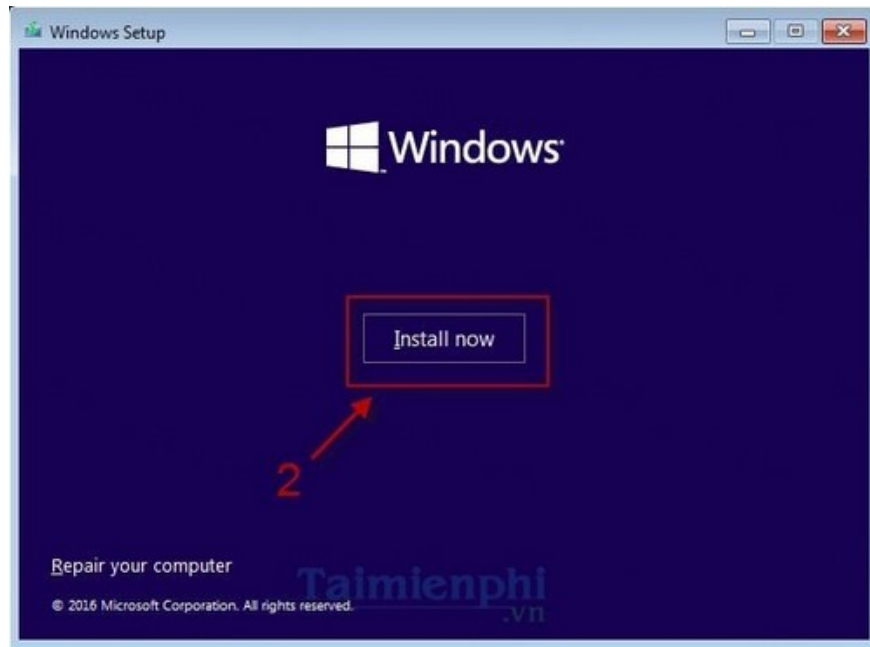 Windows Setup
Windows
Install now
2
Repair your computer
© 2016 Microsoft Corporation. All rights reserved.
Taimienphi
.vn